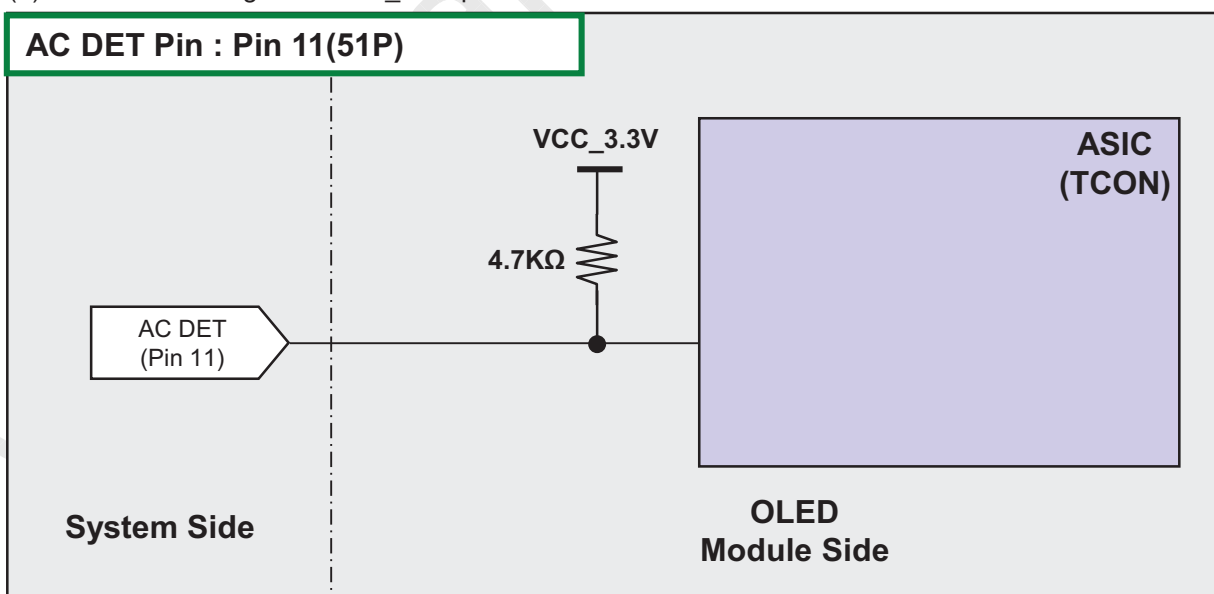 AC DET Pin : Pin 11(51P)
VCC_3.3V
ASIC
(TCON)
4.7KΩ
AC DET
(Pin 11)
System Side
OLED
Module Side